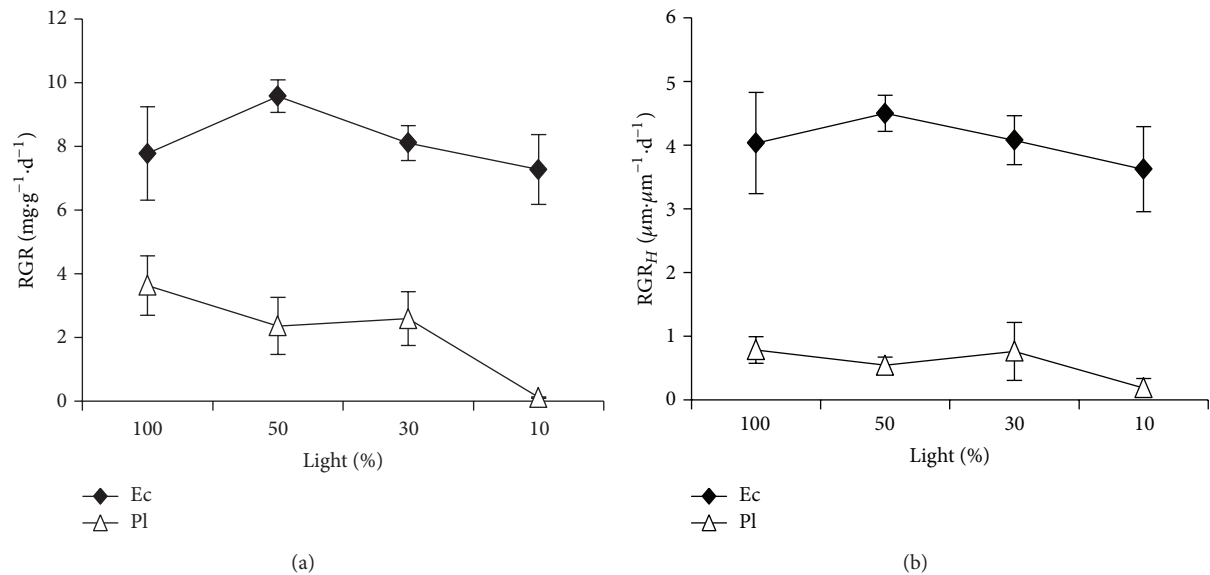 12
10
8
6
4
2
0
RGR (mg·g⁻¹·d⁻¹)
100 50 30 10
Light (%)
Ec
Pl
(a)
6
5
4
3
2
1
0
RGR_H (μm·μm⁻¹·d⁻¹)
100 50 30 10
Light (%)
Ec
Pl
(b)